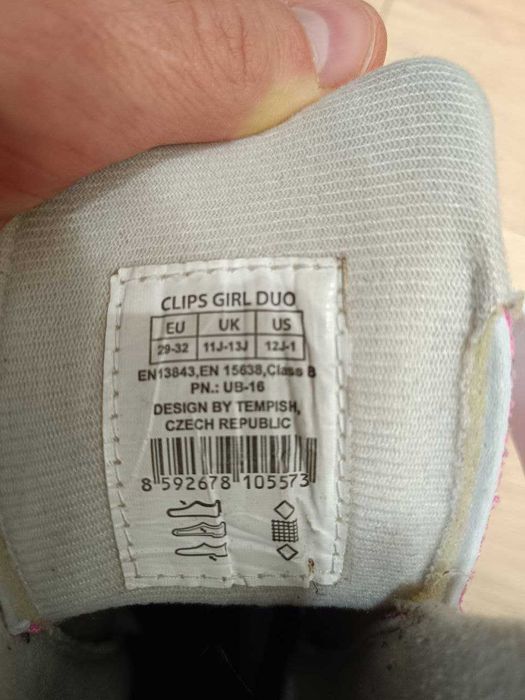 CLIPS GIRL DUO
EU UK US
29-32 11J-13J 12J-1
EN13843,EN 15638,Class B
PN.: UB-16
DESIGN BY TEMPISH,
CZECH REPUBLIC
8 592678 105573